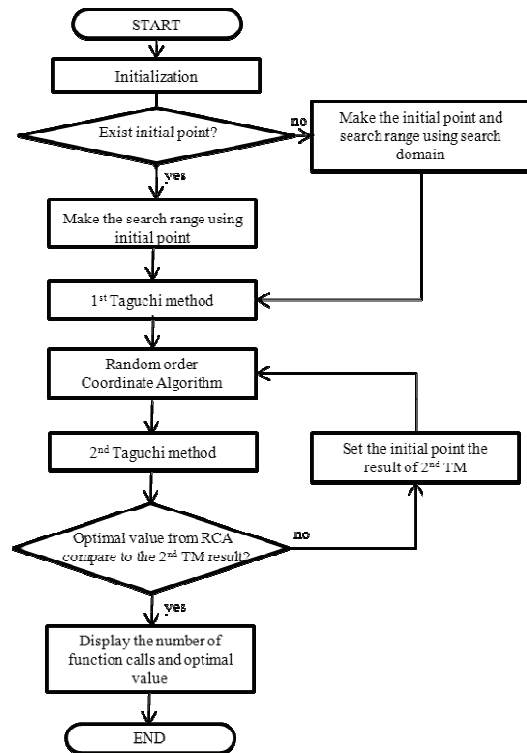 START
Initialization
Exist initial point?
no
Make the initial point and
search range using search
domain
yes
Make the search range using
initial point
1st Taguchi method
Random order
Coordinate Algorithm
2nd Taguchi method
Set the initial point the
result of 2nd TM
Optimal value from RCA
compare to the 2nd TM result?
no
yes
Display the number of
function calls and optimal
value
END